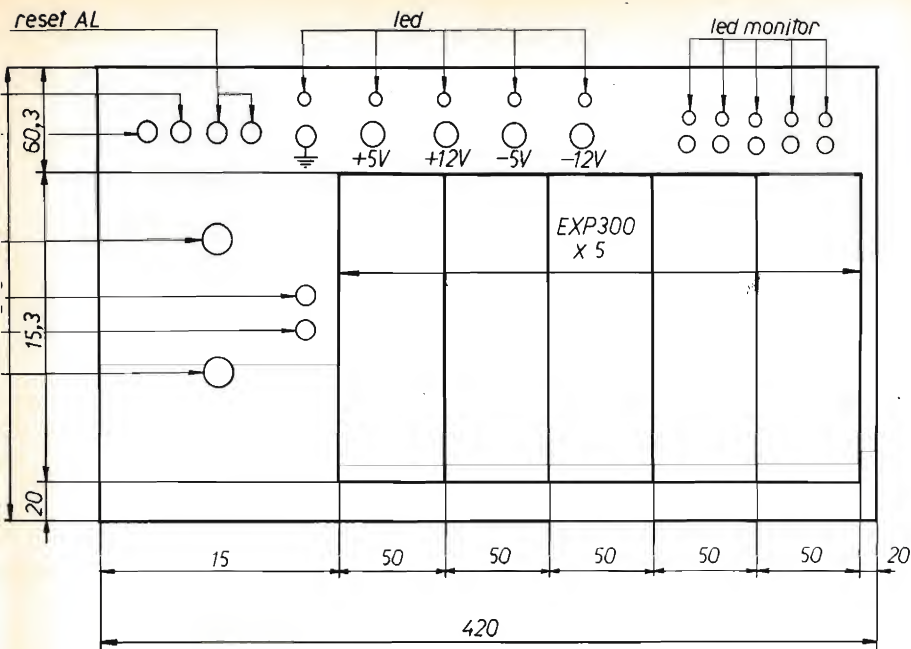 reset AL
led
led monitor
60,3
+5V
+12V
-5V
-12V
EXP300
X 5
15,3
20
15
50
50
50
50
50
20
420